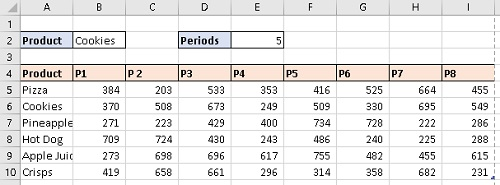 A B C D E F G H I
1
2 Product Cookies Periods 5
3
4 Product P1 P 2 P3 P4 P5 P6 P7 P8
5 Pizza 384 203 533 353 416 525 664 455
6 Cookies 370 508 673 249 509 330 695 549
7 Pineapple 271 223 429 400 734 728 222 286
8 Hot Dog 709 724 430 243 486 240 225 288
9 Apple Juic 273 698 696 617 755 482 455 615
10 Crisps 419 658 661 296 314 358 682 231